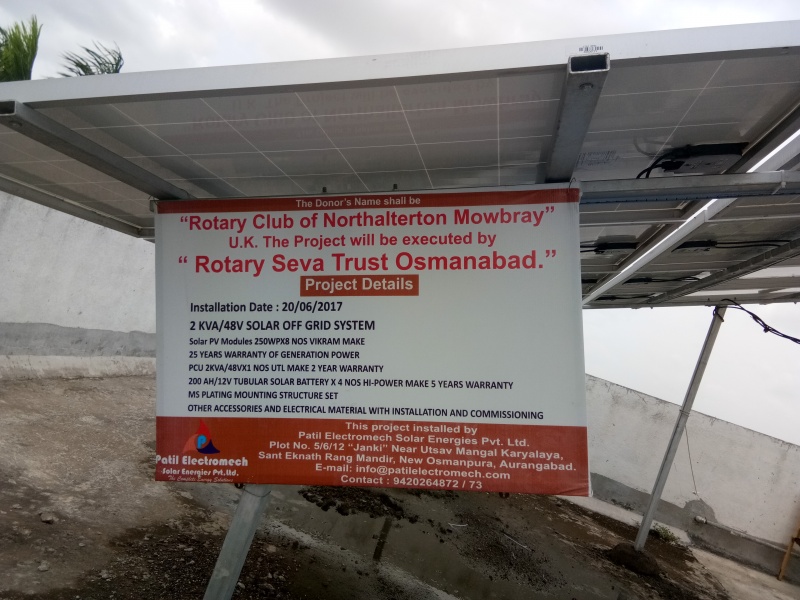 The Donor's Name shall be
"Rotary Club of Northalterton Mowbray"
U.K. The Project will be executed by
" Rotary Seva Trust Osmanabad."
Project Details
Installation Date : 20/06/2017
2 KVA/48V SOLAR OFF GRID SYSTEM
Solar PV Modules 250WPX8 NOS VIKRAM MAKE
25 YEARS WARRANTY OF GENERATION POWER
PCU 2KVA/48VX1 NOS UTL MAKE 2 YEAR WARRANTY
200 AH/12V TUBULAR SOLAR BATTERY X 4 NOS HI-POWER MAKE 5 YEARS WARRANTY
MS PLATING MOUNTING STRUCTURE SET
OTHER ACCESSORIES AND ELECTRICAL MATERIAL WITH INSTALLATION AND COMMISSIONING
Patil Electromech
Solar Energies Pvt.ltd.
The Complete Energy Solutions
This project installed by
Patil Electromech Solar Energies Pvt. Ltd.
Plot No. 5/6/12 "Janki" Near Utsav Mangal Karyalaya,
Sant Eknath Rang Mandir, New Osmanpura, Aurangabad.
E-mail: info@patilelectromech.com
Contact : 9420264872 / 73